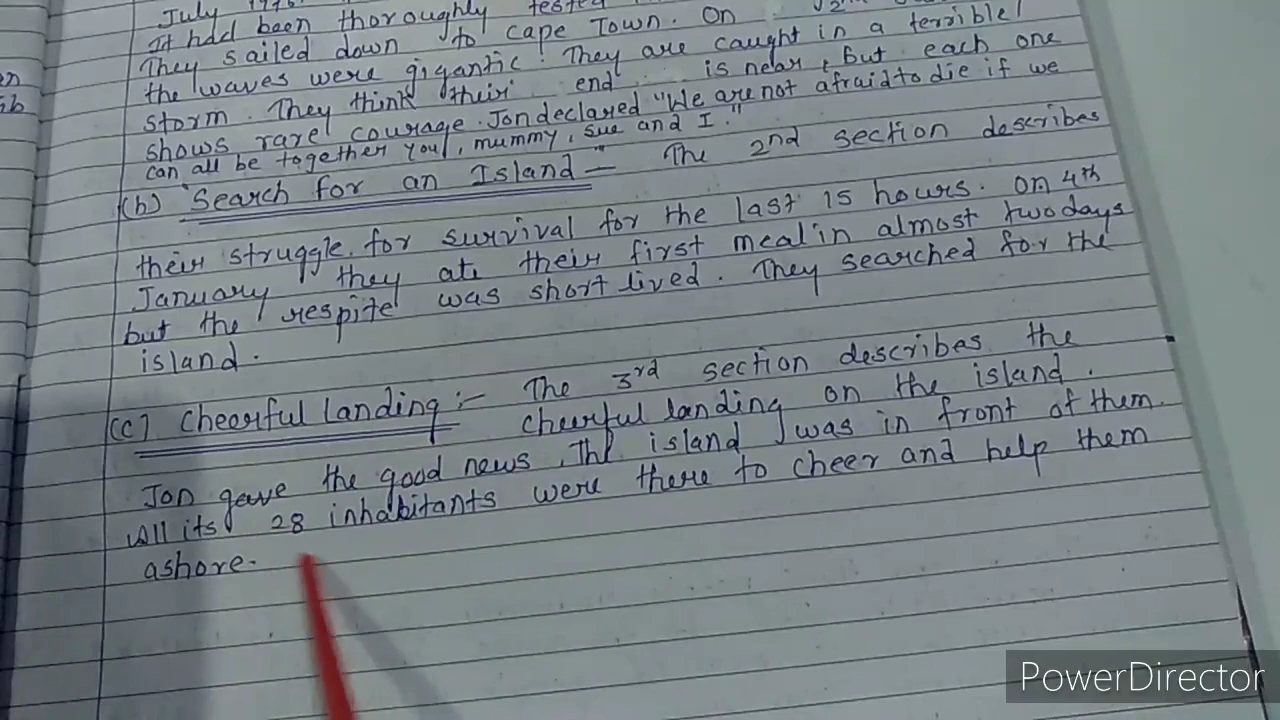 July 1976
It had been thoroughly tested
They sailed down to Cape Town. On 2nd
the waves were gigantic. They are caught in a terrible
storm. They think their end is near, but each one
shows rare courage. Jon declared "We are not afraid to die if we
can all be together you, mummy, sue and I."
(b) "Search for an Island" - The 2nd section describes
their struggle for survival for the last 15 hours. On 4th
January they ate their first meal in almost two days
but the respite was short lived. They searched for the
island.
(c) Cheerful Landing :- The 3rd section describes the
cheerful landing on the island.
Jon gave the good news. The island was in front of them.
All its 28 inhabitants were there to cheer and help them
ashore.
PowerDirector